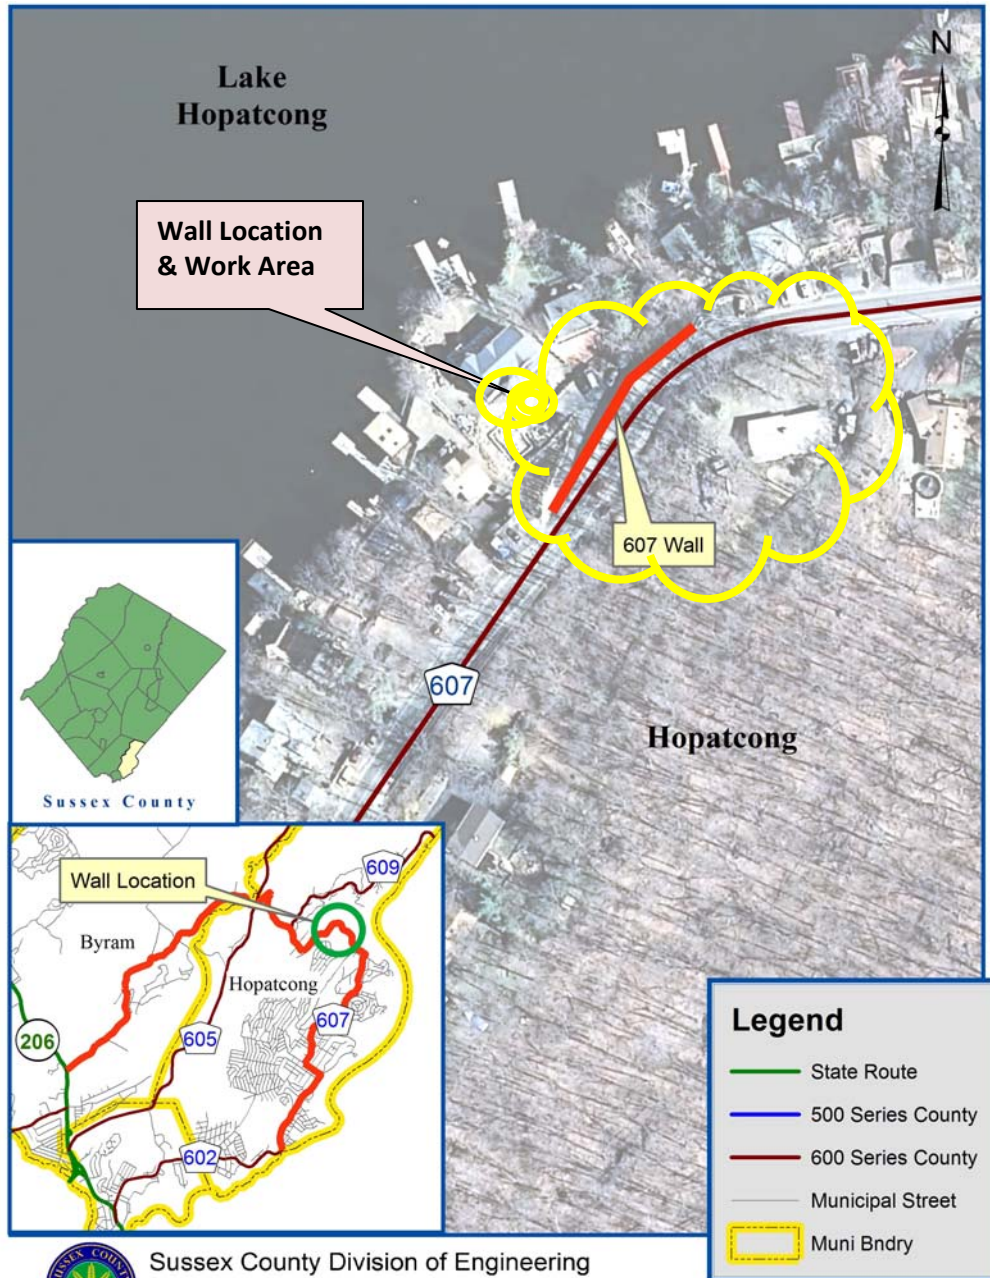 Lake
Hopatcong
N
Wall Location
& Work Area
607 Wall
607
Hopatcong
Sussex County
Wall Location
609
Byram
Hopatcong
607
206
605
602
Legend
State Route
500 Series County
600 Series County
Municipal Street
Muni Bndry
SUSSEX COUNTY
Sussex County Division of Engineering